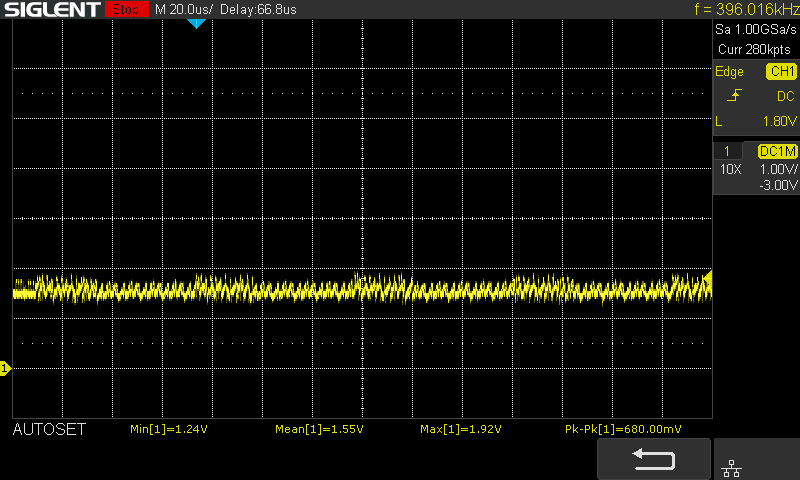 SIGLENT Stop M 20.0us/ Delay:66.8us f = 396.016kHz
Sa 1.00GSa/s
Curr 280kpts
Edge CH1
DC
L 1.80V
1 DC1M
10X 1.00V/
-3.00V
1
AUTOSET Min[1]=1.24V Mean[1]=1.55V Max[1]=1.92V Pk-Pk[1]=680.00mV